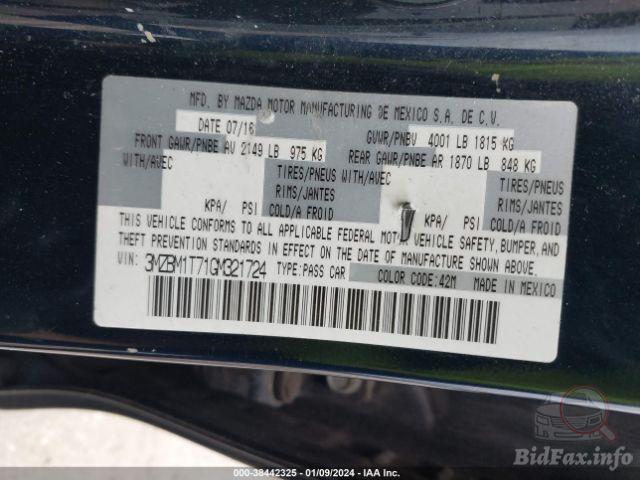 MFD. BY MAZDA MOTOR MANUFACTURING DE MEXICO S.A. DE C.V.
DATE 07/16 GVWR/PNBV 4001 LB 1815 KG
FRONT GAWR/PNBE AV 2149 LB 975 KG REAR GAWR/PNBE AR 1870 LB 848 KG
WITH/AVEC TIRES/PNEUS WITH/AVEC TIRES/PNEUS
RIMS/JANTES RIMS/JANTES
KPA/ PSI COLD/A FROID KPA/ PSI COLD/A FROID
THIS VEHICLE CONFORMS TO ALL APPLICABLE FEDERAL MOTOR VEHICLE SAFETY, BUMPER, AND
THEFT PREVENTION STANDARDS IN EFFECT ON THE DATE OF MANUFACTURE SHOWN ABOVE.
VIN: 3MZBM1T71GM321724 TYPE:PASS CAR COLOR CODE:42M MADE IN MEXICO
000-38442325 - 01/09/2024 - IAA Inc.
BidFax.info